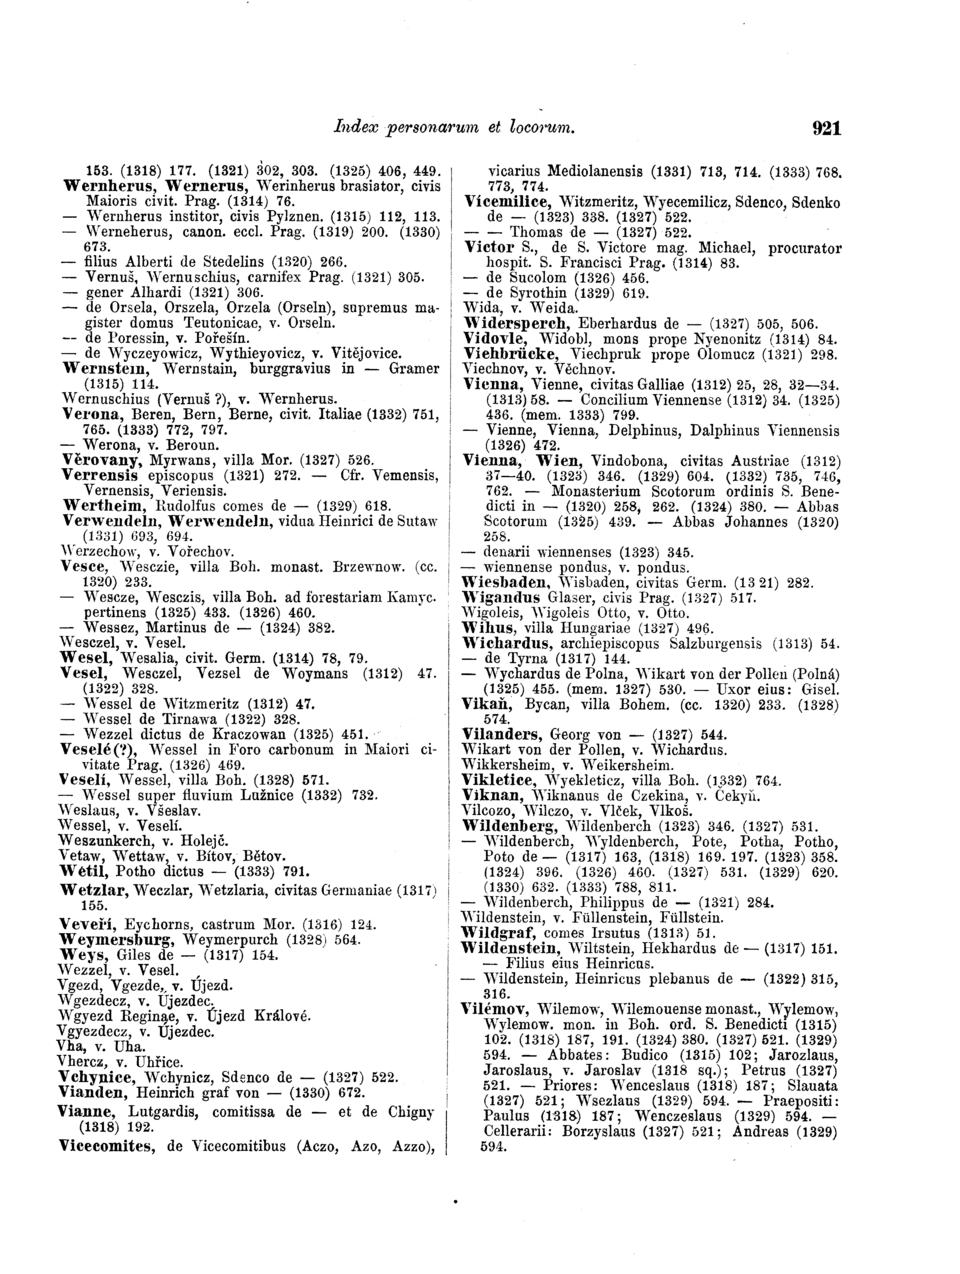 Index personarum et locorum.
921
153. (1318) 177. (1321) 302, 303. (1325) 406, 449.
Wernherus, Wernerus, Werinherus brasiator, civis
Maioris civit. Prag. (1314) 76.
— Wernherus institor, civis Pylznen. (1315) 112, 113.
— Werneherus, canon. eccl. Prag. (1319) 200. (1330)
673.
— filius Alberti de Stedelins (1320) 266.
— Vernuš, Wernuschius, carnifex Prag. (1321) 305.
— gener Alhardi (1321) 306.
— de Orsela, Orszela, Orzela (Orseln), supremus ma-
gister domus Teutonicae, v. Orseln.
— de Poressin, v. Pořešín.
— de Wyczeyowicz, Wythieyovicz, v. Vitějovice.
Wernstein, Wernstain, burggravius in — Gramer
(1315) 114.
Wernuschius (Vernuš ?), v. Wernherus.
Verona, Beren, Bern, Berne, civit. Italiae (1332) 751,
765. (1333) 772, 797.
— Werona, v. Beroun.
Věrovany, Myrwans, villa Mor. (1327) 526.
Verrensis episcopus (1321) 272. — Cfr. Vemensis,
Vernensis, Veriensis.
Wertheim, Rudolfus comes de — (1329) 618.
Verwendeln, Werwendeln, vidua Heinrici de Sutaw
(1331) 693, 694.
Werzechow, v. Vořechov.
Vesce, Wesczie, villa Boh. monast. Brzewnow. (cc.
1320) 233.
— Wescze, Wesczis, villa Boh. ad forestariam Kamyc.
pertinens (1325) 433. (1326) 460.
— Wessez, Martinus de — (1324) 382.
Wesczel, v. Vesel.
Wesel, Wesalia, civit. Germ. (1314) 78, 79.
Vesel, Wesczel, Vezsel de Woymans (1312) 47.
(1322) 328.
— Wessel de Witzmeritz (1312) 47.
— Wessel de Tirnawa (1322) 328.
— Wezzel dictus de Kraczowan (1325) 451.
Veselé(?), Wessel in Foro carbonum in Maiori ci-
vitate Prag. (1326) 469.
Veselí, Wessel, villa Boh. (1328) 571.
— Wessel super fluvium Lužnice (1332) 732.
Weslaus, v. Všeslav.
Wessel, v. Veselí.
Weszunkerch, v. Holejč.
Vetaw, Wettaw, v. Bítov, Bětov.
Wětil, Potho dictus — (1333) 791.
Wetzlar, Weczlar, Wetzlaria, civitas Germaniae (1317)
155.
Veveří, Eychorns, castrum Mor. (1316) 124.
Weymersburg, Weymerpurch (1328) 564.
Weys, Giles de — (1317) 154.
Wezzel, v. Vesel.
Vgezd, Vgezde, v. Újezd.
Wgezdecz, v. Újezdec.
Wgyezd Reginae, v. Újezd Králové.
Vgyezdecz, v. Újezdec.
Vha, v. Uha.
Vhercz, v. Uhřice.
Vchynice, Wchynicz, Sdenco de — (1327) 522.
Vianden, Heinrich graf von — (1330) 672.
Vianne, Lutgardis, comitissa de — et de Chigny
(1318) 192.
Vicecomites, de Vicecomitibus (Aczo, Azo, Azzo),
vicarius Mediolanensis (1331) 713, 714. (1333) 768.
773, 774.
Vícemilice, Witzmeritz, Wyecemilicz, Sdenco, Sdenko
de — (1323) 338. (1327) 522.
— — Thomas de — (1327) 522.
Victor S., de S. Victore mag. Michael, procurator
hospit. S. Francisci Prag. (1314) 83.
— de Sucolom (1326) 456.
— de Syrothin (1329) 619.
Wida, v. Weida.
Widersperch, Eberhardus de — (1327) 505, 506.
Vidovle, Widobl, mons prope Nyenonitz (1314) 84.
Viehbrücke, Viechpruk prope Olomucz (1321) 298.
Viechnov, v. Věchnov.
Vienna, Vienne, civitas Galliae (1312) 25, 28, 32—34.
(1313) 58. — Concilium Viennense (1312) 34. (1325)
436. (mem. 1333) 799.
— Vienne, Vienna, Delphinus, Dalphinus Viennensis
(1326) 472.
Vienna, Wien, Vindobona, civitas Austriae (1312)
37—40. (1323) 346. (1329) 604. (1332) 735, 746,
762. — Monasterium Scotorum ordinis S. Bene-
dicti in — (1320) 258, 262. (1324) 380. — Abbas
Scotorum (1325) 439. — Abbas Johannes (1320)
258.
— denarii wiennenses (1323) 345.
— wiennense pondus, v. pondus.
Wiesbaden, Wisbaden, civitas Germ. (13 21) 282.
Wigandus Glaser, civis Prag. (1327) 517.
Wigoleis, Wigoleis Otto, v. Otto.
Wihus, villa Hungariae (1327) 496.
Wichardus, archiepiscopus Salzburgensis (1313) 54.
— de Tyrna (1317) 144.
— Wychardus de Polna, Wikart von der Pollen (Polná)
(1325) 455. (mem. 1327) 530. — Uxor eius: Gisel.
Vikaň, Bycan, villa Bohem. (cc. 1320) 233. (1328)
574.
Vilanders, Georg von — (1327) 544.
Wikart von der Pollen, v. Wichardus.
Wikkersheim, v. Weikersheim.
Vikletice, Wyekleticz, villa Boh. (1332) 764.
Viknan, Wiknanus de Czekina, v. Čekyň.
Vilcozo, Wilczo, v. Vlček, Vlkoš.
Wildenberg, Wildenberch (1323) 346. (1327) 531.
— Wildenberch, Wyldenberch, Pote, Potha, Potho,
Poto de — (1317) 163, (1318) 169. 197. (1323) 358.
(1324) 396. (1326) 460. (1327) 531. (1329) 620.
(1330) 632. (1333) 788, 811.
— Wildenberch, Philippus de — (1321) 284.
Wildenstein, v. Füllenstein, Füllstein.
Wildgraf, comes Irsutus (1313) 51.
Wildenstein, Wiltstein, Hekhardus de — (1317) 151.
— Filius eius Heinricus.
— Wildenstein, Heinricus plebanus de — (1322) 315,
316.
Vilémov, Wilemow, Wilemouense monast., Wylemow,
Wylemow. mon. in Boh. ord. S. Benedicti (1315)
102. (1318) 187, 191. (1324) 380. (1327) 521. (1329)
594. — Abbates: Budico (1315) 102; Jarozlaus,
Jaroslaus, v. Jaroslav (1318 sq.); Petrus (1327)
521. — Priores: Wenceslaus (1318) 187; Slauata
(1327) 521; Wsezlaus (1329) 594. — Praepositi:
Paulus (1318) 187; Wenczeslaus (1329) 594. —
Cellerarii: Borzyslaus (1327) 521; Andreas (1329)
594.